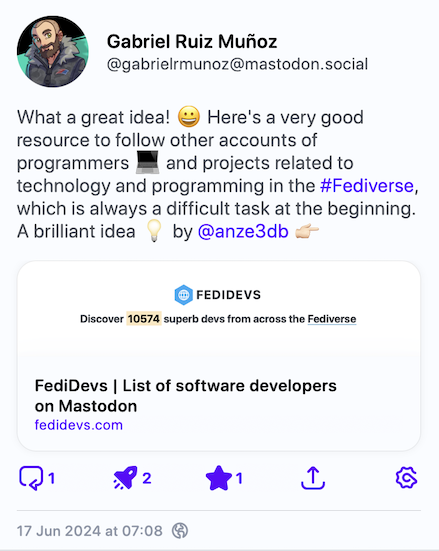 Gabriel Ruiz Muñoz
@gabrielrmunoz@mastodon.social
What a great idea! 😀 Here's a very good
resource to follow other accounts of
programmers 💻 and projects related to
technology and programming in the #Fediverse,
which is always a difficult task at the beginning.
A brilliant idea 💡 by @anze3db 👉🏻
FEDIDEVS
Discover 10574 superb devs from across the Fediverse
FediDevs | List of software developers
on Mastodon
fedidevs.com
1 2 1
17 Jun 2024 at 07:08